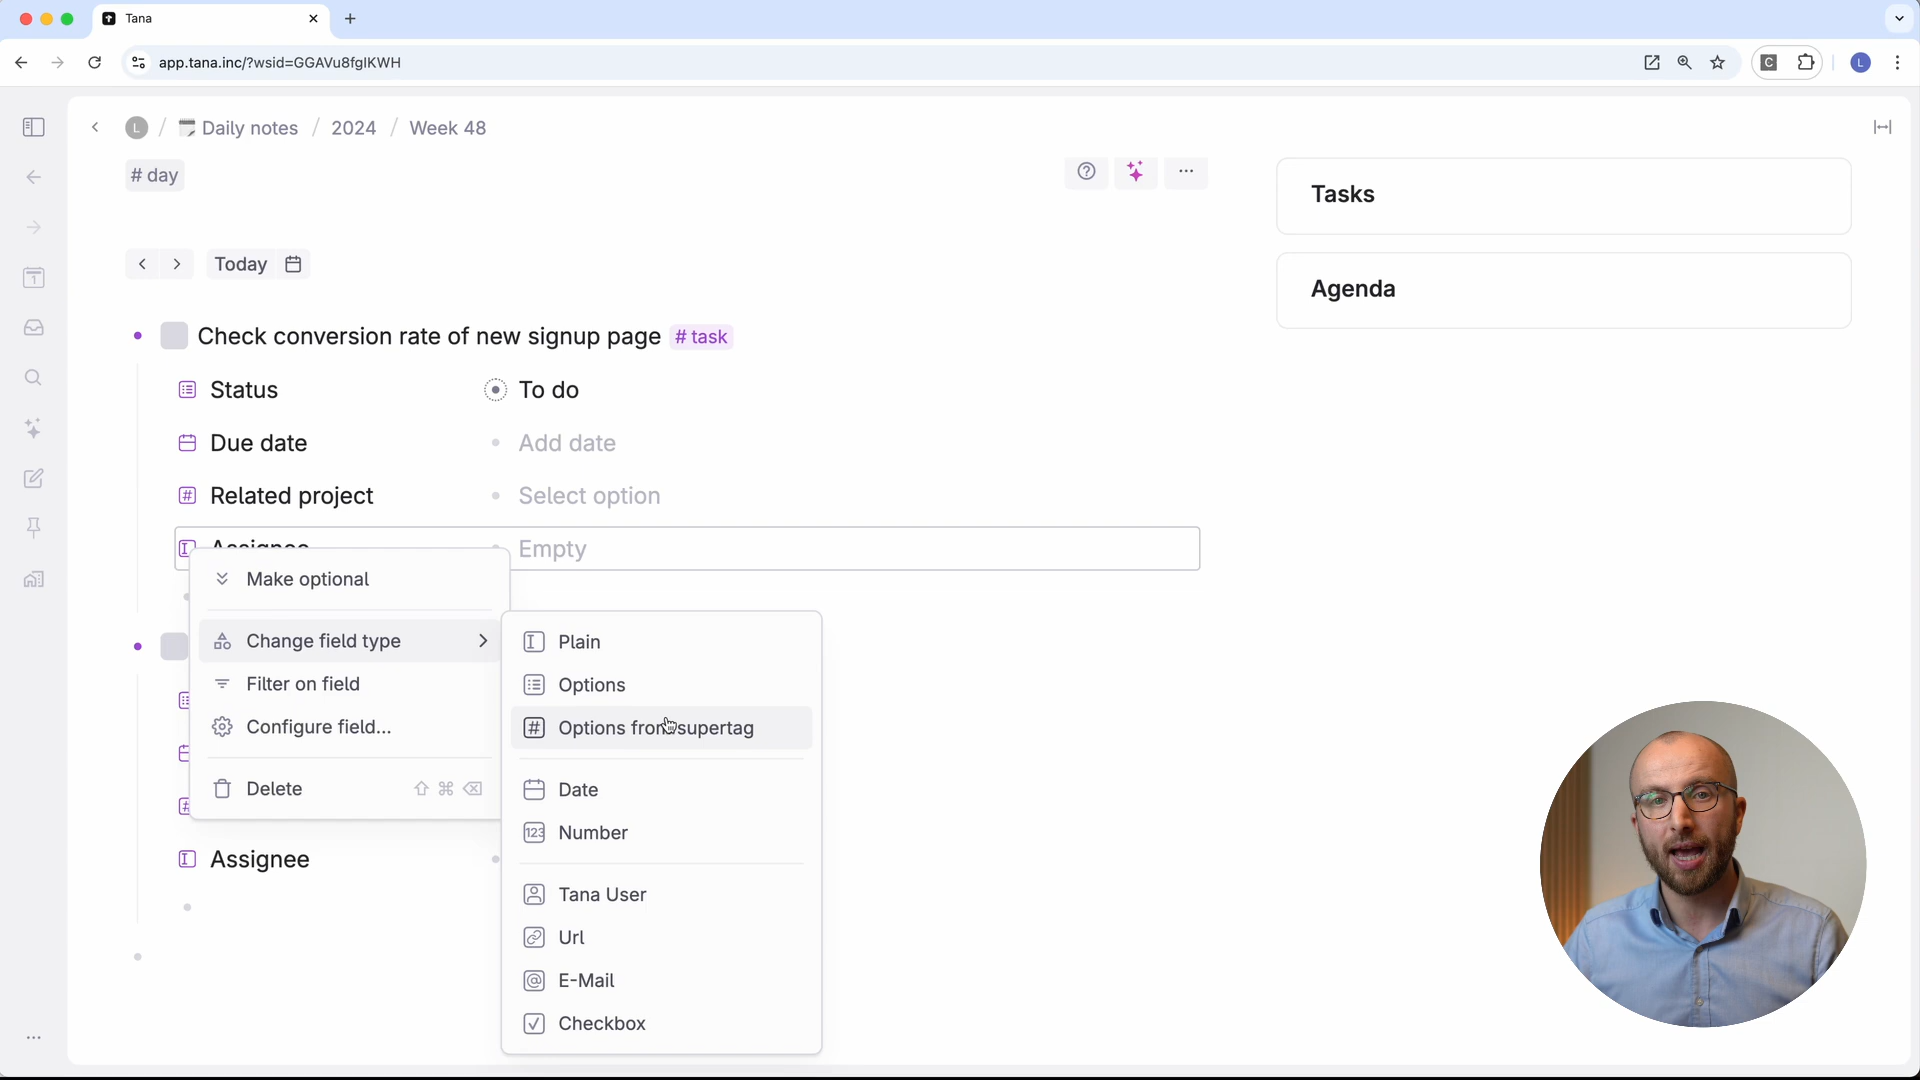 Tana
app.tana.inc/?wsid=GGAVu8fgIKWH
C
L
L / Daily notes / 2024 / Week 48
# day
Tasks
Today
Agenda
Check conversion rate of new signup page # task
Status To do
Due date Add date
Related project Select option
Assignee Empty
Make optional
Change field type
Filter on field
Configure field...
Delete
Plain
Options
Options from supertag
Date
123 Number
Tana User
Url
E-Mail
Checkbox
Assignee